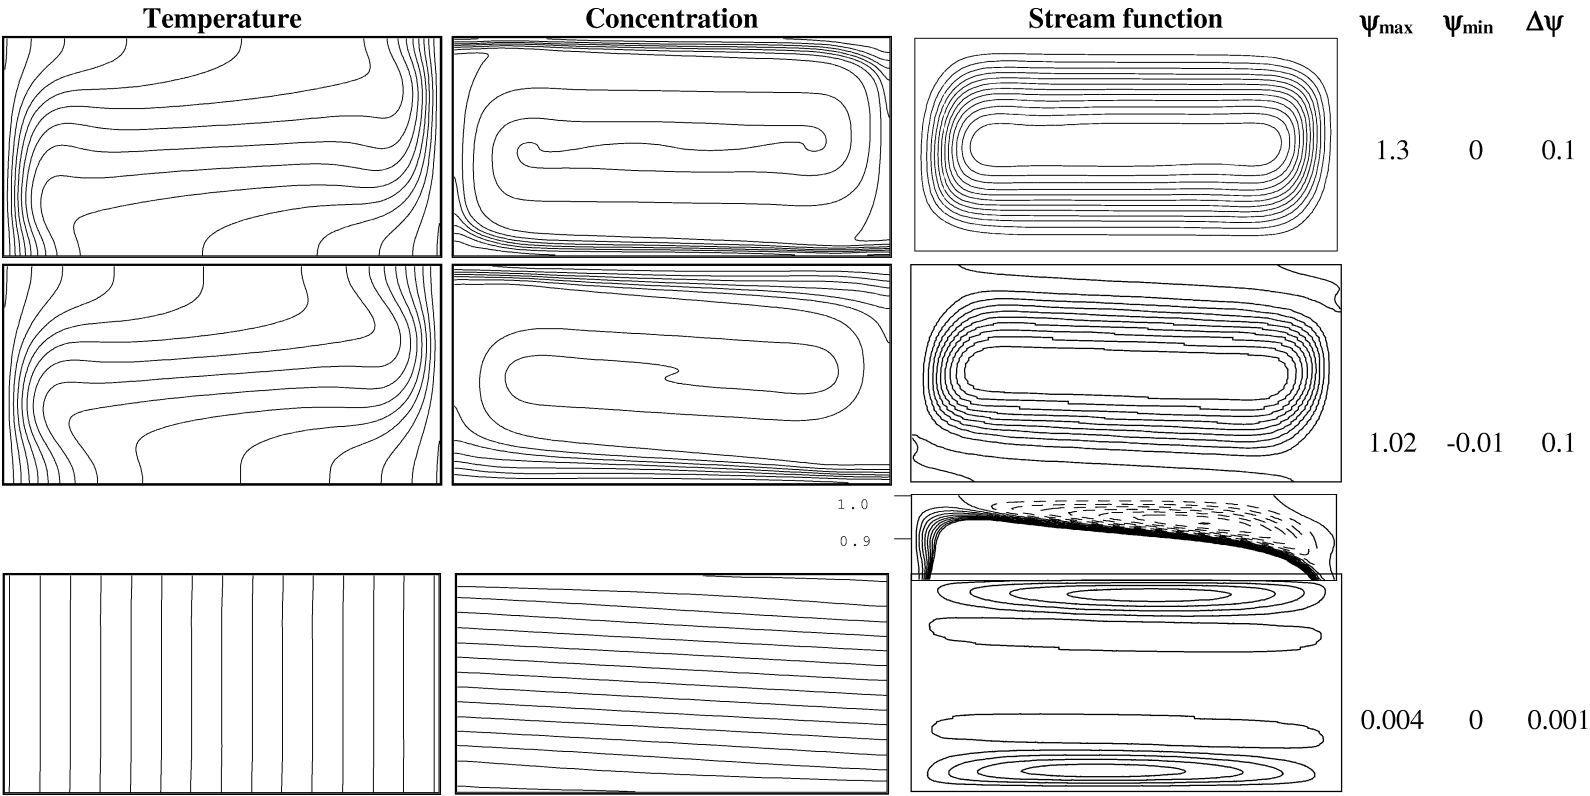 Temperature Concentration Stream function ψmax ψmin Δψ
1.3 0 0.1
1.02 -0.01 0.1
1.0
0.9
0.004 0 0.001